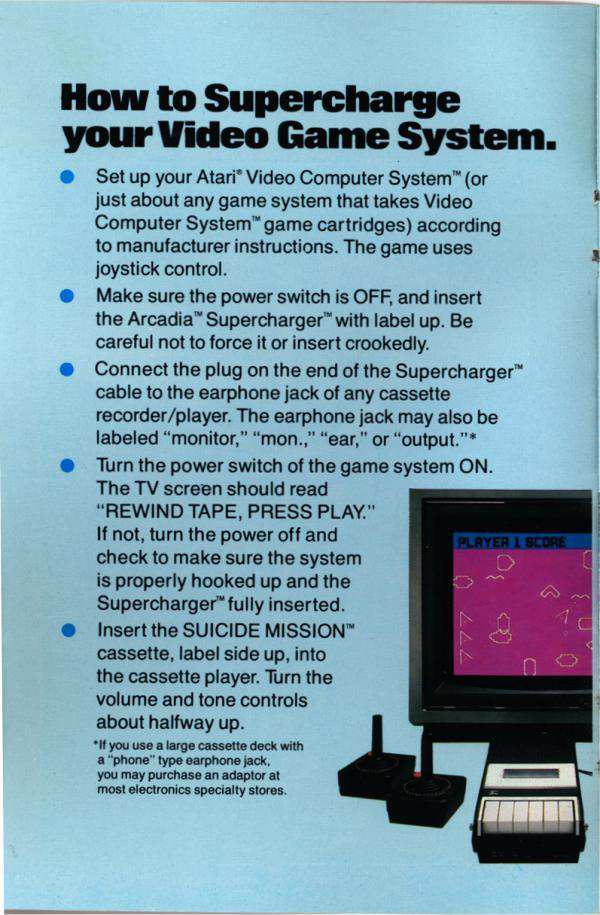 How to Supercharge
your Video Game System.
Set up your Atari® Video Computer System™ (or
just about any game system that takes Video
Computer System™ game cartridges) according
to manufacturer instructions. The game uses
joystick control.
Make sure the power switch is OFF, and insert
the Arcadia™ Supercharger™ with label up. Be
careful not to force it or insert crookedly.
Connect the plug on the end of the Supercharger™
cable to the earphone jack of any cassette
recorder/player. The earphone jack may also be
labeled “monitor,” “mon.,” “ear,” or “output.”*
Turn the power switch of the game system ON.
The TV screen should read
“REWIND TAPE, PRESS PLAY.”
If not, turn the power off and
check to make sure the system
is properly hooked up and the
Supercharger™ fully inserted.
Insert the SUICIDE MISSION™
cassette, label side up, into
the cassette player. Turn the
volume and tone controls
about halfway up.
*If you use a large cassette deck with
a “phone” type earphone jack,
you may purchase an adaptor at
most electronics specialty stores.
PLAYER 1 SCORE